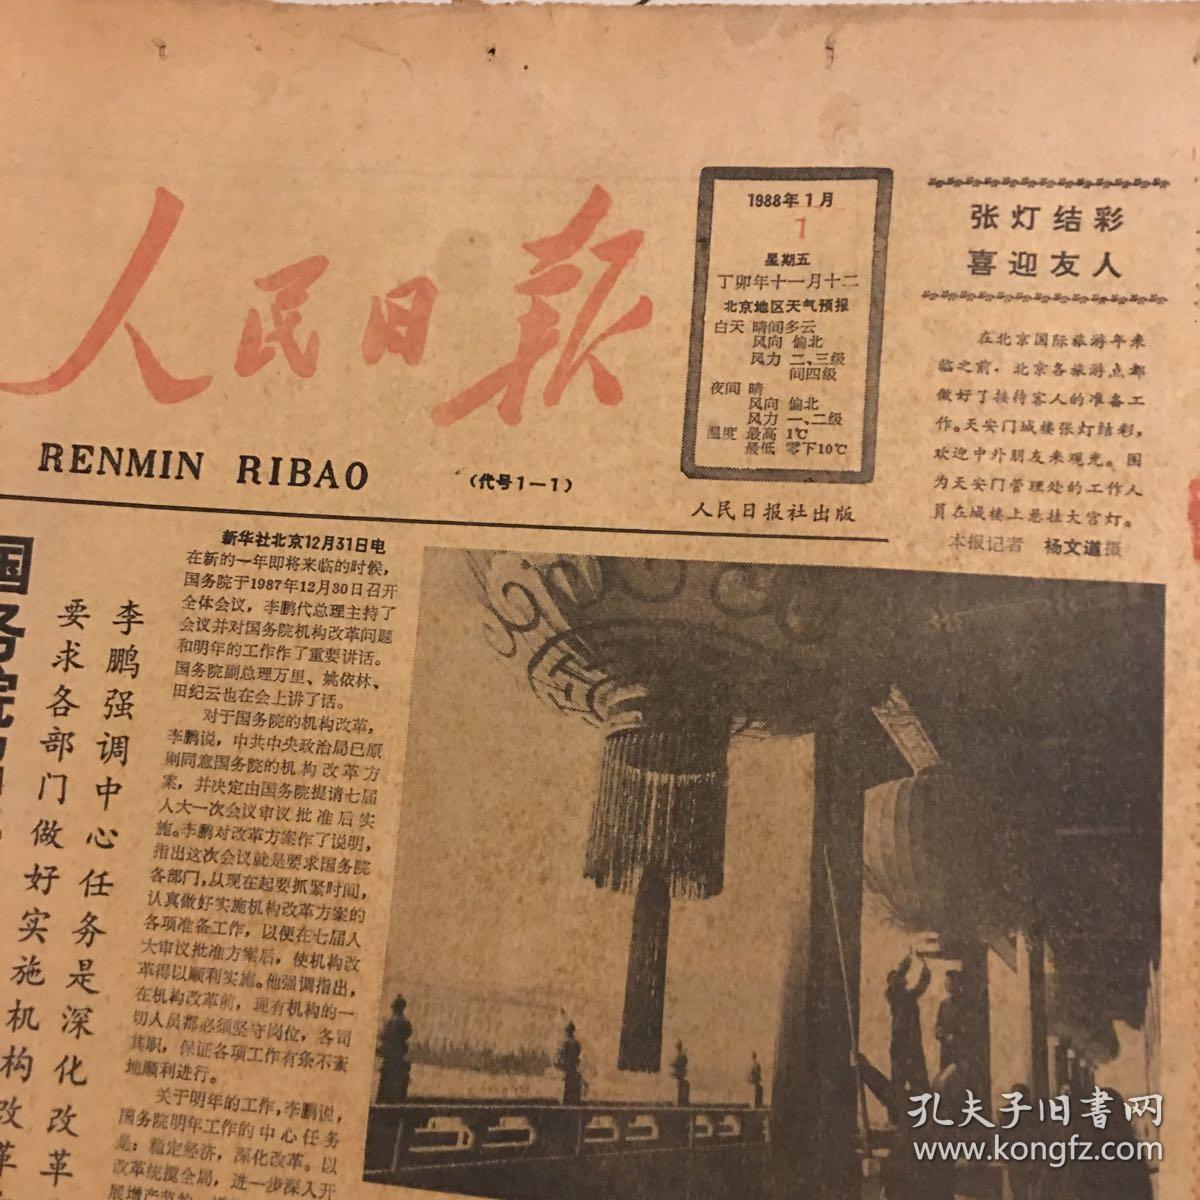 人民日报
RENMIN RIBAO
（代号1—1）
1988年1月
1
星期五
丁卯年十一月十二
北京地区天气预报
白天 晴间多云
风向 偏北
风力 二、三级
间四级
夜间 晴
风向 偏北
风力 一、二级
温度 最高 1℃
最低 零下10℃
人民日报社出版
张灯结彩
喜迎友人
在北京国际旅游年来
临之前，北京各旅游点都
做好了接待客人的准备工
作。天安门城楼张灯结彩，
欢迎中外朋友来观光。图
为天安门管理处的工作人
员在城楼上悬挂大宫灯。
本报记者 杨文道摄
国务院
李鹏强调中心任务是深化改革
要求各部门做好实施机构改革
新华社北京12月31日电
在新的一年即将来临的时候，
国务院于1987年12月30日召开
全体会议，李鹏代总理主持了
会议并对国务院机构改革问题
和明年的工作作了重要讲话。
国务院副总理万里、姚依林、
田纪云也在会上讲了话。
对于国务院的机构改革，
李鹏说，中共中央政治局已原
则同意国务院的机构改革方
案，并决定由国务院提请七届
人大一次会议审议批准后实
施。李鹏对改革方案作了说明，
指出这次会议就是要求国务院
各部门，从现在起要抓紧时间，
认真做好实施机构改革方案的
各项准备工作，以便在七届人
大审议批准方案后，使机构改
革得以顺利实施。他强调指出，
在机构改革前，现有机构的一
切人员都必须坚守岗位，各司
其职，保证各项工作有条不紊
地顺利进行。
关于明年的工作，李鹏说，
国务院明年工作的中心任务
是：稳定经济，深化改革。以
改革统揽全局，进一步深入开
展增产节约
孔夫子旧书网
www.kongfz.com